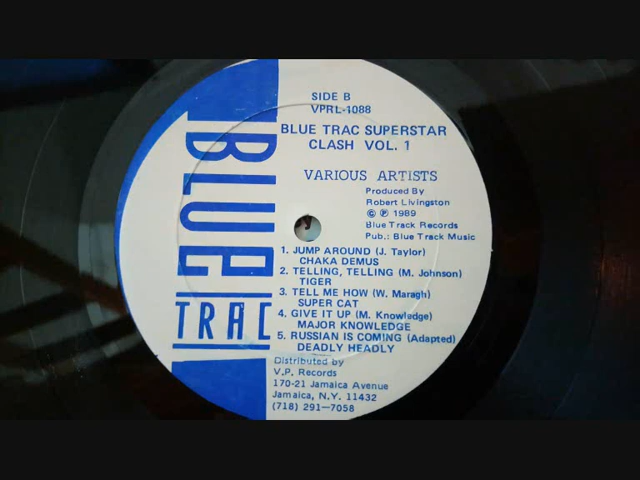 BLUE
TRAC
SIDE B
VPRL-1088
BLUE TRAC SUPERSTAR
CLASH VOL. 1
VARIOUS ARTISTS
Produced By
Robert Livingston
© ℗ 1989
Blue Track Records
Pub.: Blue Track Music
1. JUMP AROUND (J. Taylor)
CHAKA DEMUS
2. TELLING, TELLING (M. Johnson)
TIGER
3. TELL ME HOW (W. Maragh)
SUPER CAT
4. GIVE IT UP (M. Knowledge)
MAJOR KNOWLEDGE
5. RUSSIAN IS COMING (Adapted)
DEADLY HEADLY
Distributed by
V.P. Records
170-21 Jamaica Avenue
Jamaica, N.Y. 11432
(718) 291-7058